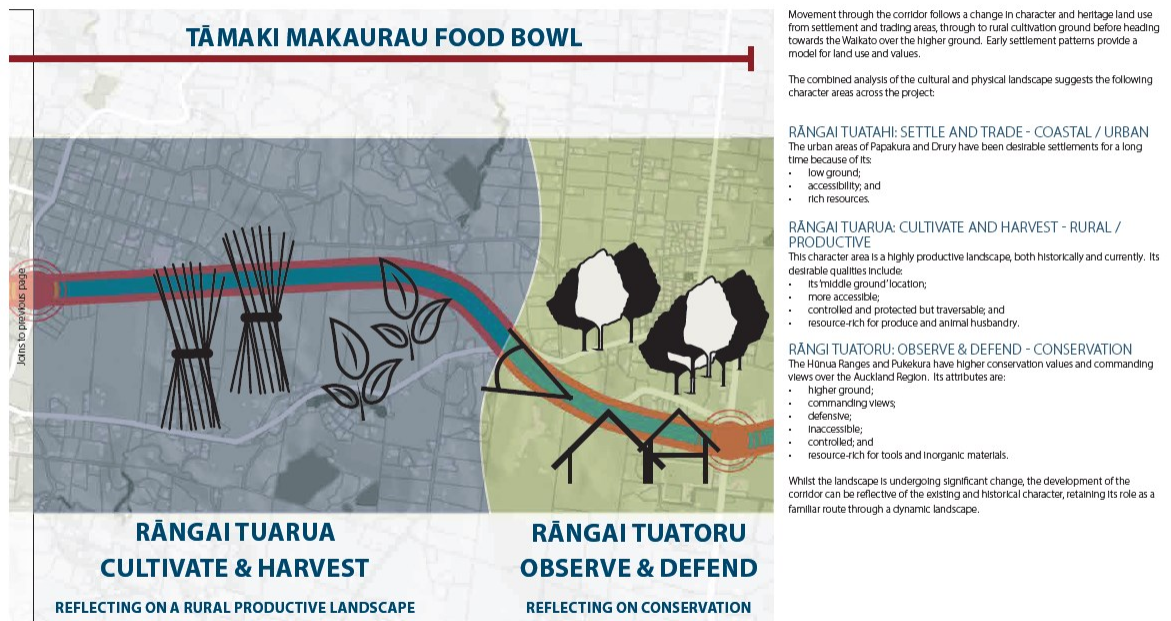 TĀMAKI MAKAURAU FOOD BOWL
Joins to previous page
RĀNGAI TUARUA
CULTIVATE & HARVEST
REFLECTING ON A RURAL PRODUCTIVE LANDSCAPE
RĀNGAI TUATORU
OBSERVE & DEFEND
REFLECTING ON CONSERVATION
Movement through the corridor follows a change in character and heritage land use
from settlement and trading areas, through to rural cultivation ground before heading
towards the Waikato over the higher ground. Early settlement patterns provide a
model for land use and values.
The combined analysis of the cultural and physical landscape suggests the following
character areas across the project:
RĀNGAI TUATAHI: SETTLE AND TRADE - COASTAL / URBAN
The urban areas of Papakura and Drury have been desirable settlements for a long
time because of its:
• low ground;
• accessibility; and
• rich resources.
RĀNGAI TUARUA: CULTIVATE AND HARVEST - RURAL /
PRODUCTIVE
This character area is a highly productive landscape, both historically and currently. Its
desirable qualities include:
• its 'middle ground' location;
• more accessible;
• controlled and protected but traversable; and
• resource-rich for produce and animal husbandry.
RĀNGI TUATORU: OBSERVE & DEFEND - CONSERVATION
The Hūnua Ranges and Pukekura have higher conservation values and commanding
views over the Auckland Region. Its attributes are:
• higher ground;
• commanding views;
• defensive;
• inaccessible;
• controlled; and
• resource-rich for tools and inorganic materials.
Whilst the landscape is undergoing significant change, the development of the
corridor can be reflective of the existing and historical character, retaining its role as a
familiar route through a dynamic landscape.